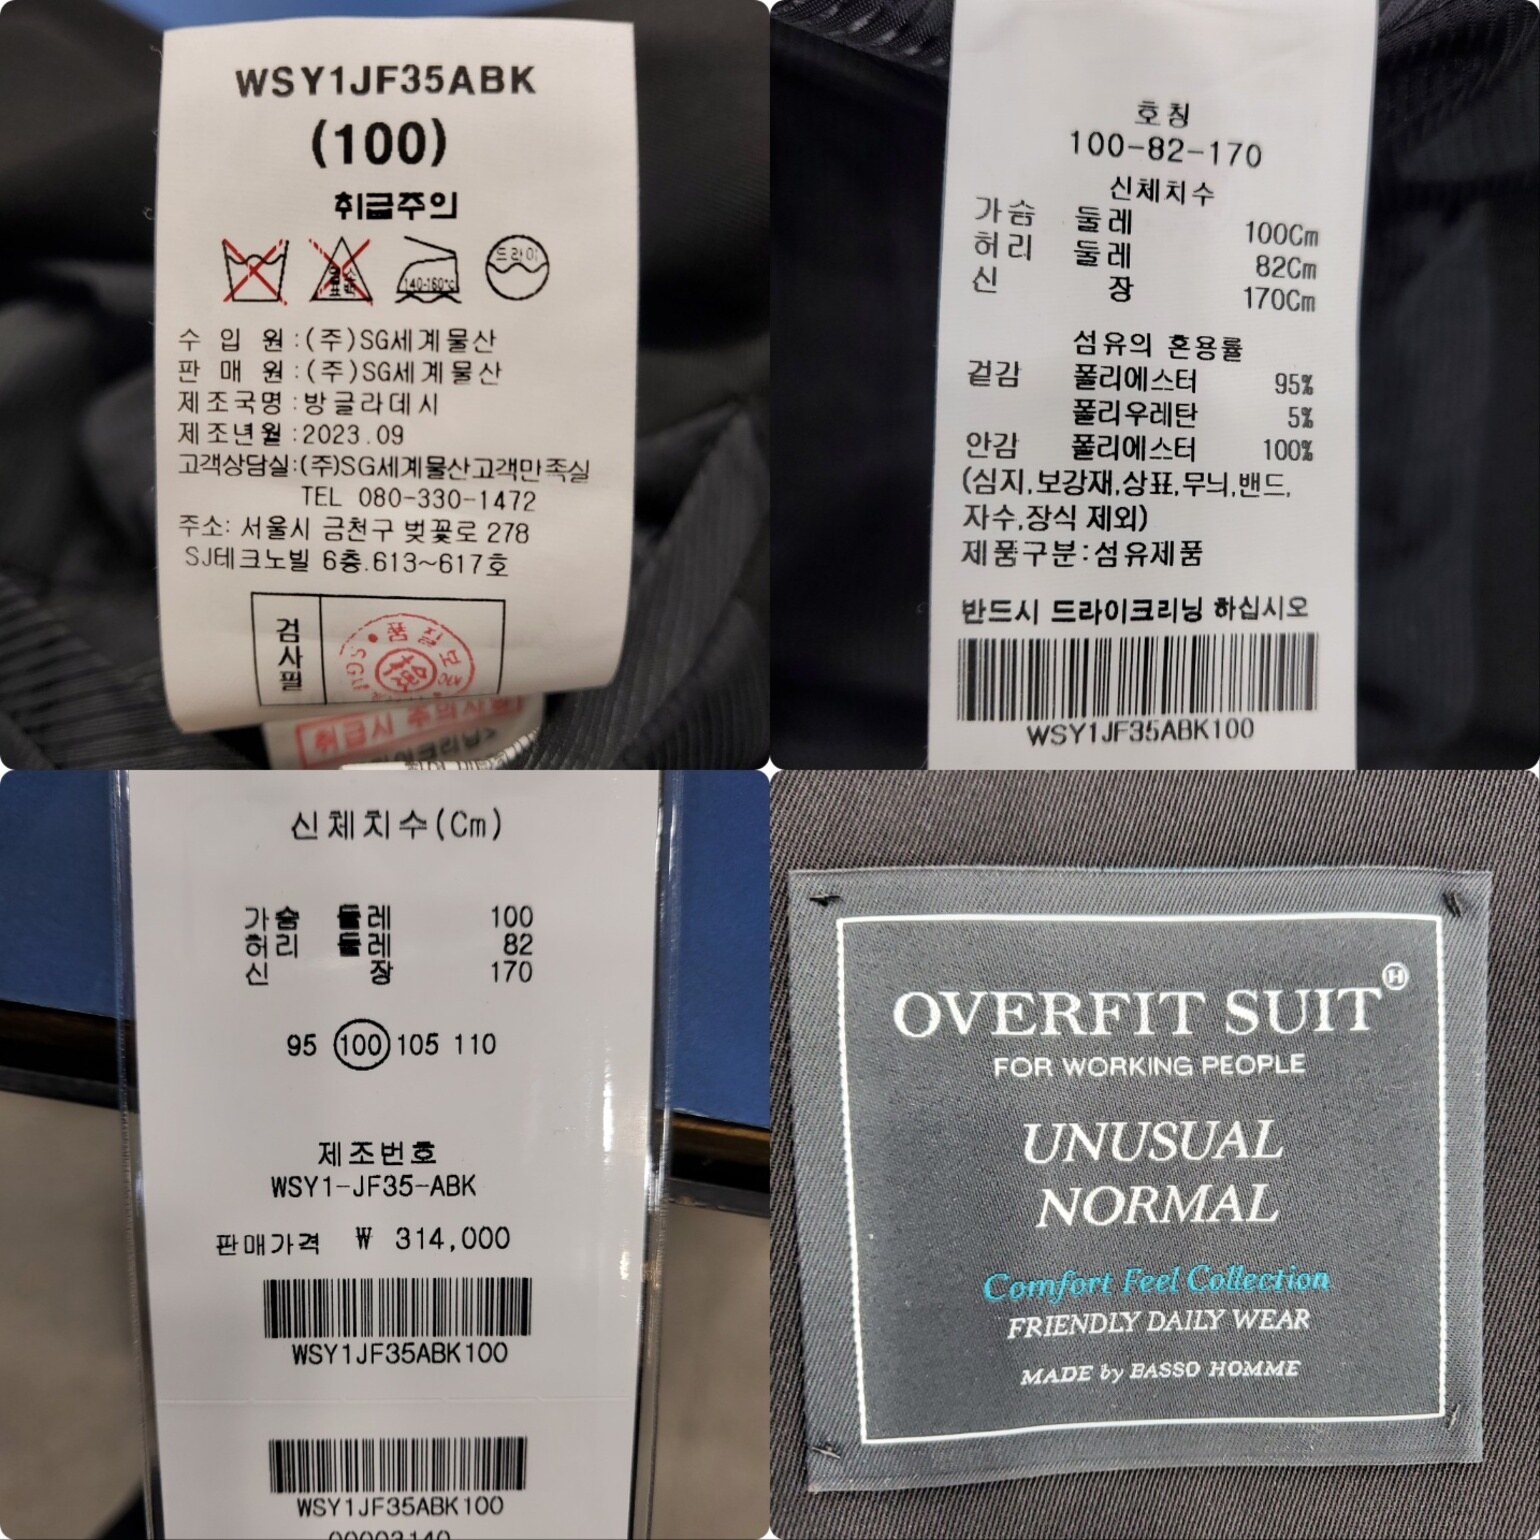 WSY1JF35ABK
(100)
취급주의
140-160℃
드라이
수 입 원:(주)SG세계물산
판 매 원:(주)SG세계물산
제조국명:방글라데시
제조년월:2023.09
고객상담실:(주)SG세계물산고객만족실
TEL 080-330-1472
주소: 서울시 금천구 벚꽃로 278
SJ테크노빌 6층.613~617호
검사필
취급시 주의사항
호칭
100-82-170
신체치수
가슴 둘레 100Cm
허리 둘레 82Cm
신 장 170Cm
섬유의 혼용률
겉감 폴리에스터 95%
폴리우레탄 5%
안감 폴리에스터 100%
(심지,보강재,상표,무늬,밴드,
자수,장식 제외)
제품구분:섬유제품
반드시 드라이크리닝 하십시오
WSY1JF35ABK100
신체치수(Cm)
가슴 둘레 100
허리 둘레 82
신 장 170
95 100 105 110
제조번호
WSY1-JF35-ABK
판매가격 ₩ 314,000
WSY1JF35ABK100
WSY1JF35ABK100
OVERFIT SUIT
FOR WORKING PEOPLE
UNUSUAL
NORMAL
Comfort Feel Collection
FRIENDLY DAILY WEAR
MADE by BASSO HOMME